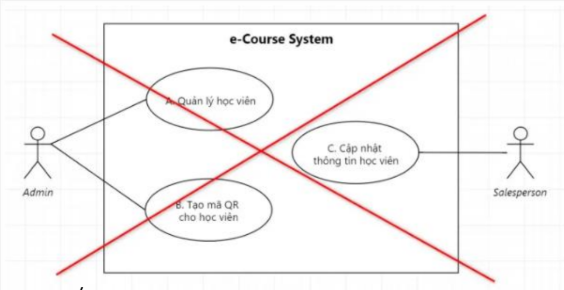 e-Course System
A. Quản lý học viên
C. Cập nhật
thông tin học viên
Admin
Salesperson
B. Tạo mã QR
cho học viên